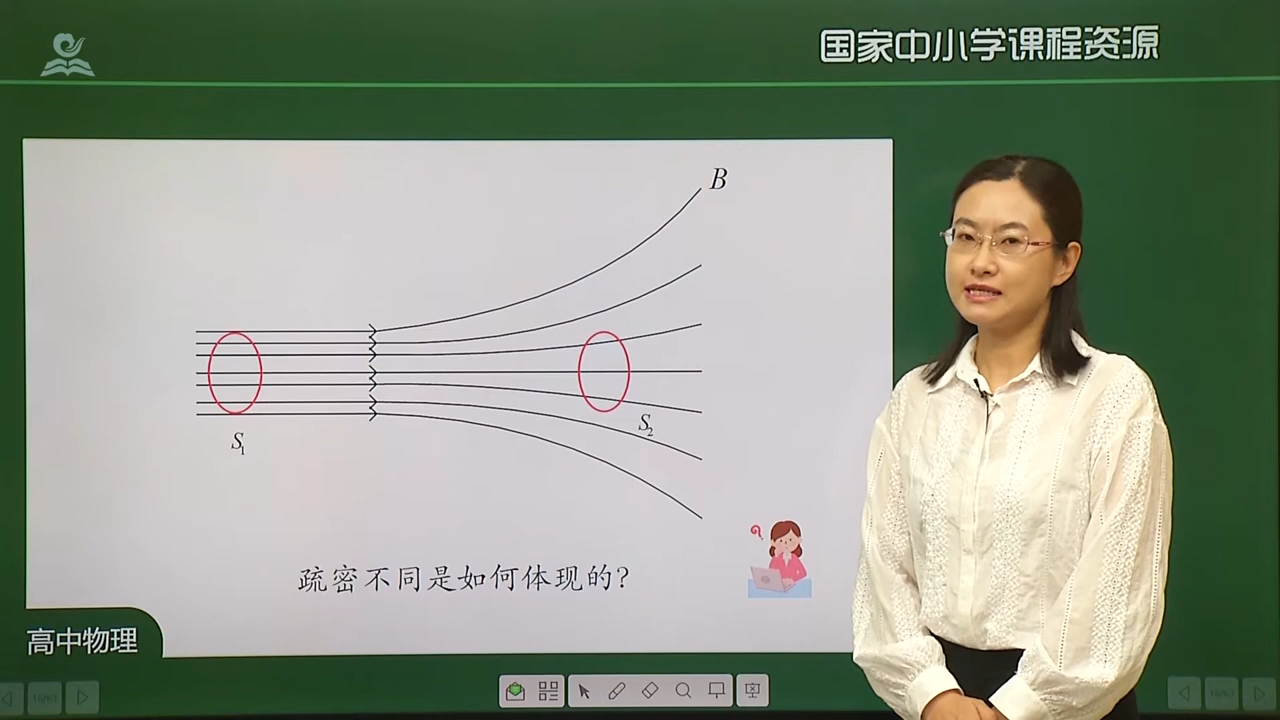 国家中小学课程资源
B
S₁
S₂
疏密不同是如何体现的?
高中物理